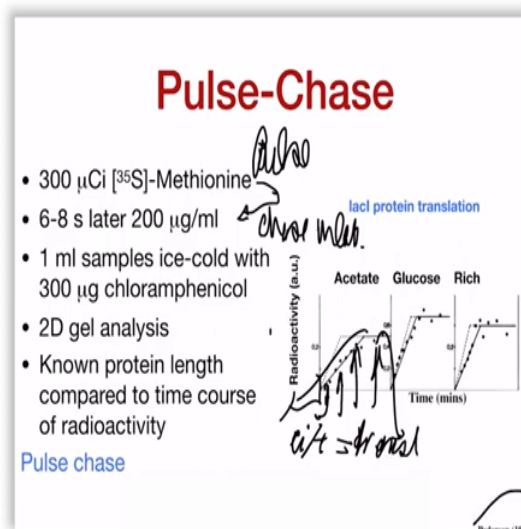 Pulse-Chase
Pulse
• 300 μCi [³⁵S]-Methionine
• 6-8 s later 200 μg/ml
lacI protein translation
• 1 ml samples ice-cold with
300 μg chloramphenicol
• 2D gel analysis
• Known protein length
compared to time course
of radioactivity
Pulse chase
Radioactivity (a.u.)
Acetate Glucose Rich
Time (mins)